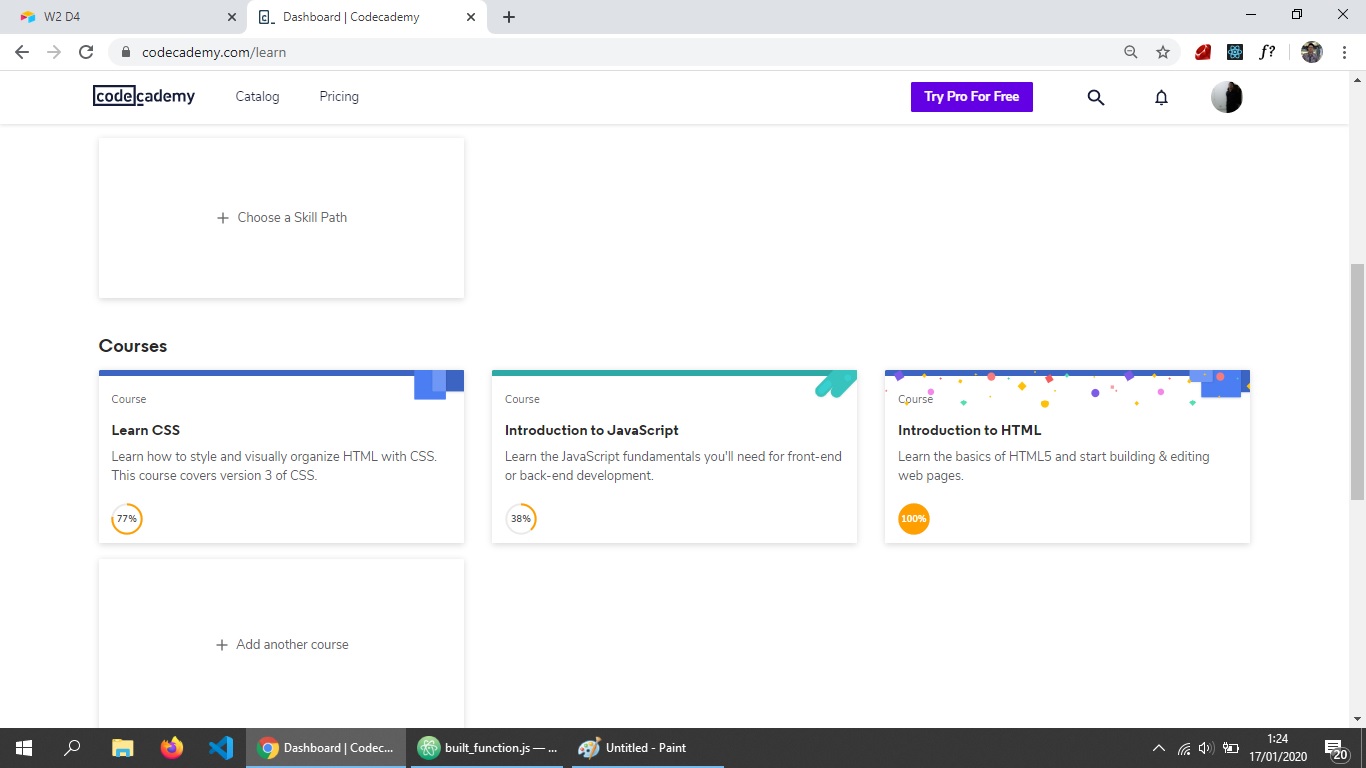 W2 D4
Dashboard | Codecademy
codecademy.com/learn
f?
codecademy
Catalog
Pricing
Try Pro For Free
Choose a Skill Path
Courses
Course
Learn CSS
Learn how to style and visually organize HTML with CSS.
This course covers version 3 of CSS.
77%
Course
Introduction to JavaScript
Learn the JavaScript fundamentals you'll need for front-end
or back-end development.
38%
Course
Introduction to HTML
Learn the basics of HTML5 and start building & editing
web pages.
100%
Add another course
Dashboard | Codec...
built_function.js — ...
Untitled - Paint
1:24
17/01/2020
20